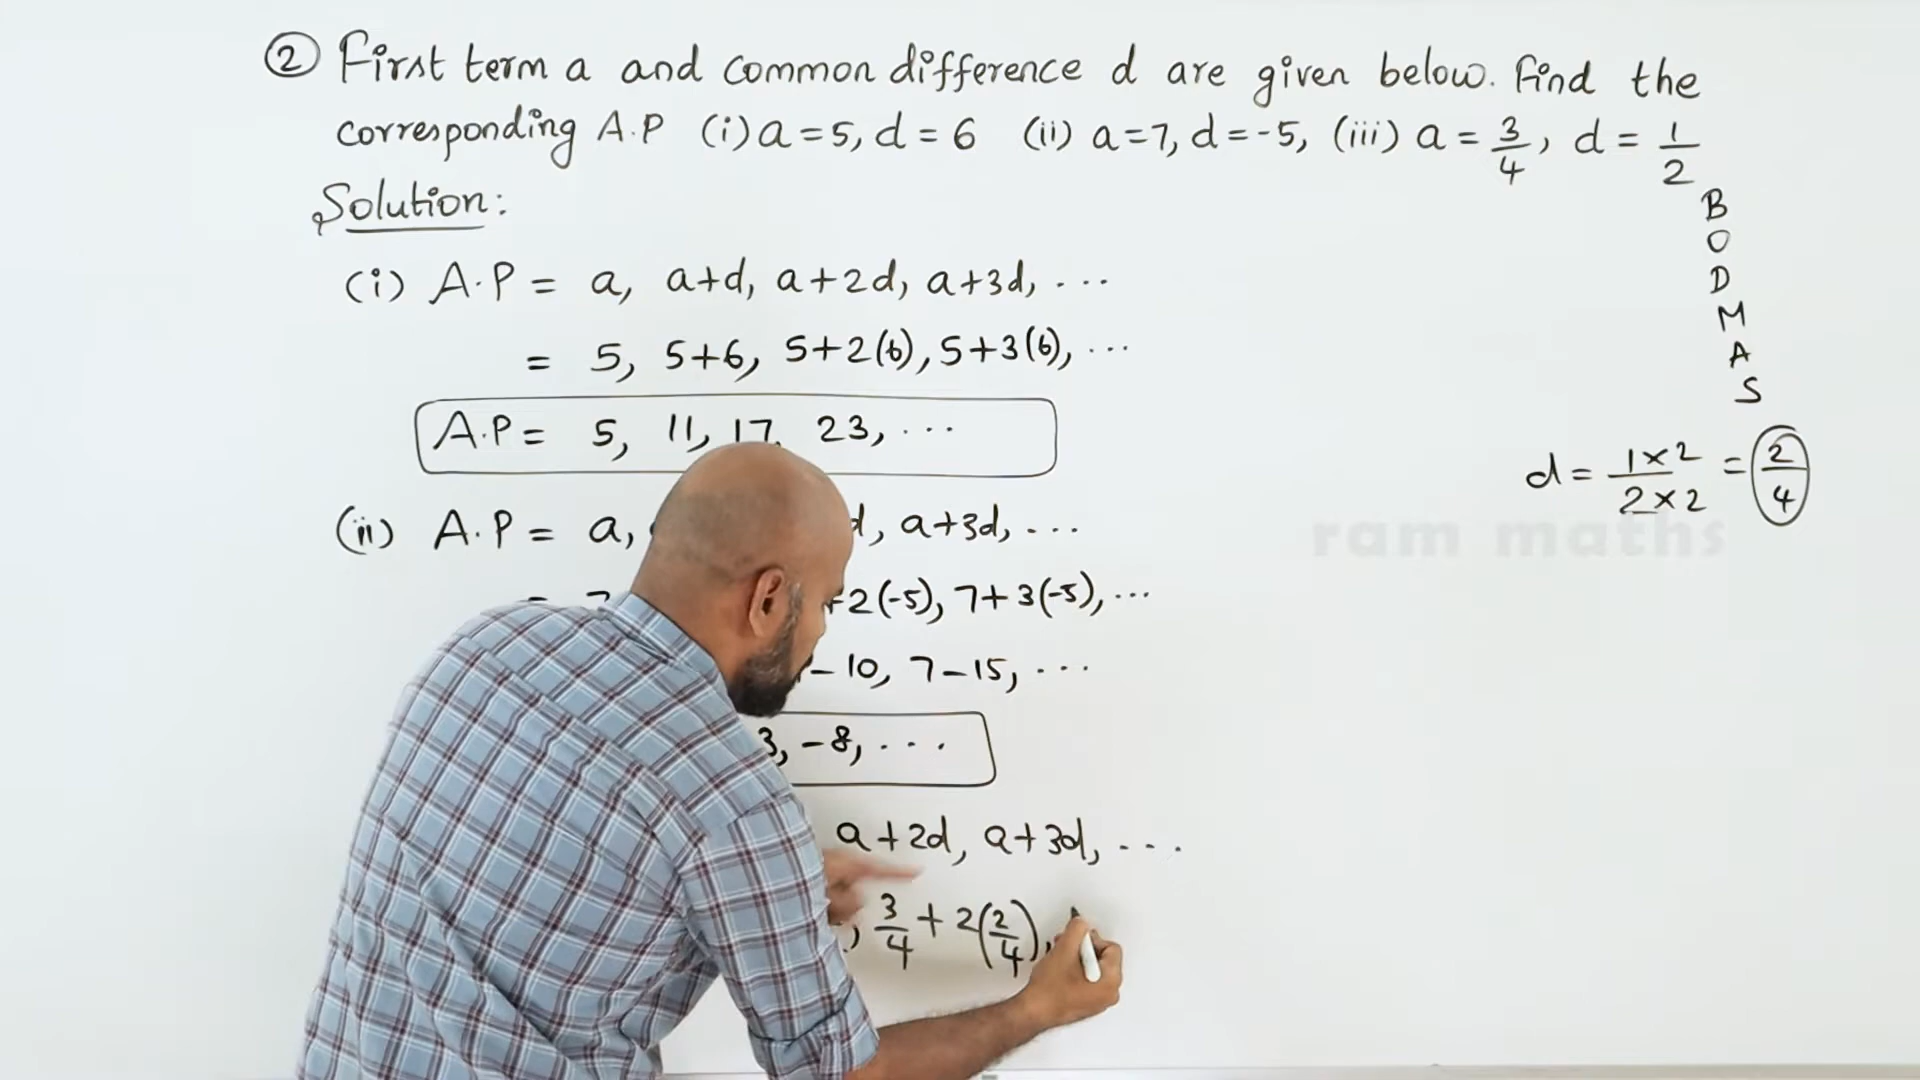 ② First term a and common difference d are given below. Find the
corresponding A.P (i) a = 5, d = 6 (ii) a = 7, d = -5, (iii) a = 3/4, d = 1/2
Solution:
(i) A.P = a, a+d, a+2d, a+3d, ...
= 5, 5+6, 5+2(6), 5+3(6), ...
A.P = 5, 11, 17, 23, ...
(ii) A.P = a, d, a+3d, ...
= 7 +2(-5), 7+3(-5), ...
-10, 7-15, ...
3, -8, ...
a+2d, a+3d, ...
, 3/4 + 2(2/4),
B
O
D
M
A
S
d = 1×2/2×2 = 2/4
ram maths